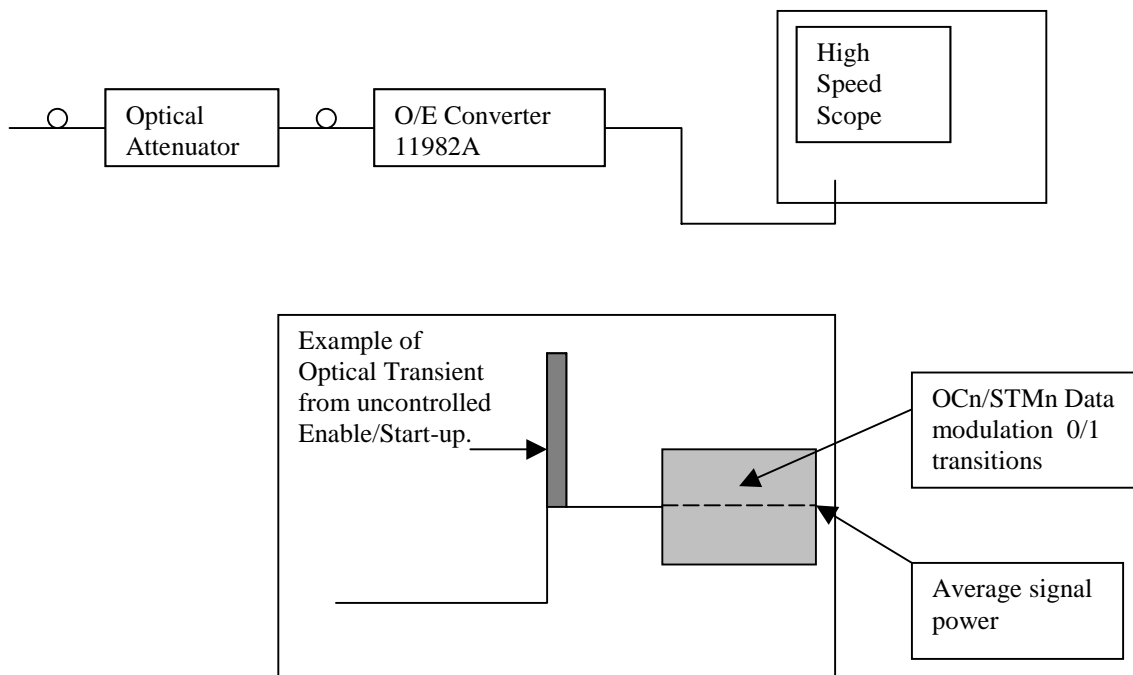 High
Speed
Scope
Optical
Attenuator
O/E Converter
11982A
Example of
Optical Transient
from uncontrolled
Enable/Start-up.
OCn/STMn Data
modulation 0/1
transitions
Average signal
power